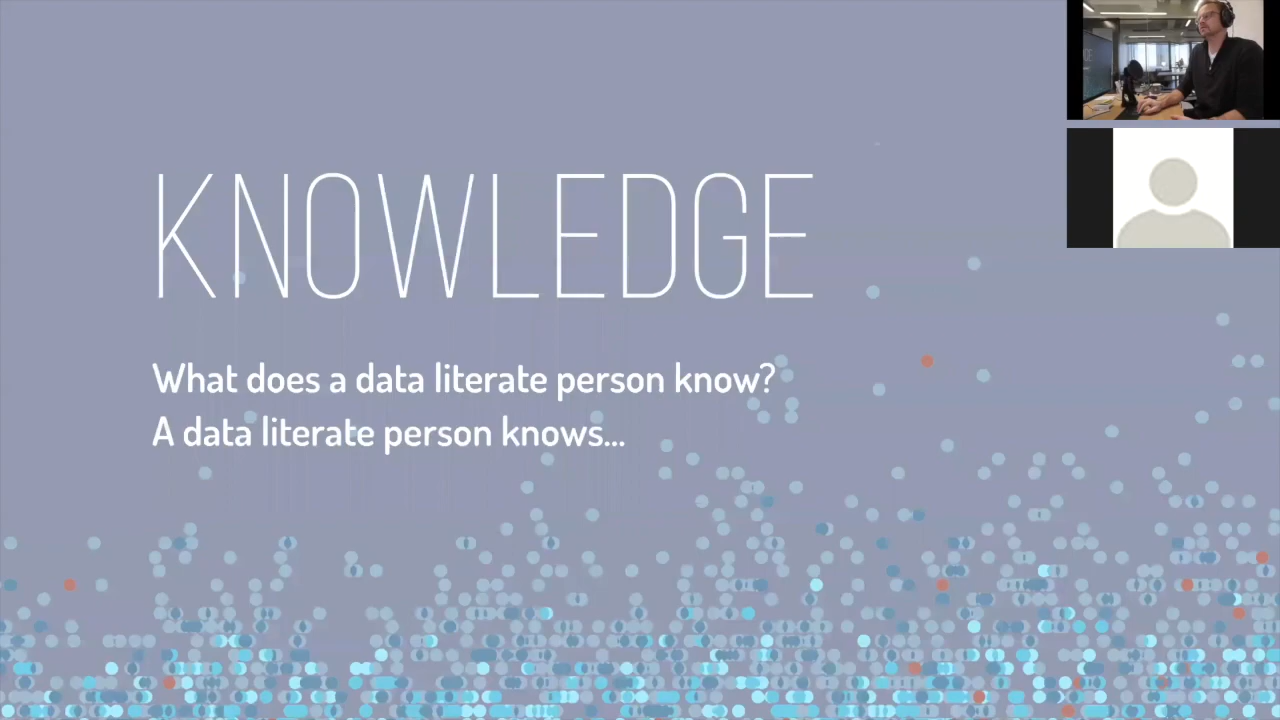 KNOWLEDGE
What does a data literate person know?
A data literate person knows...